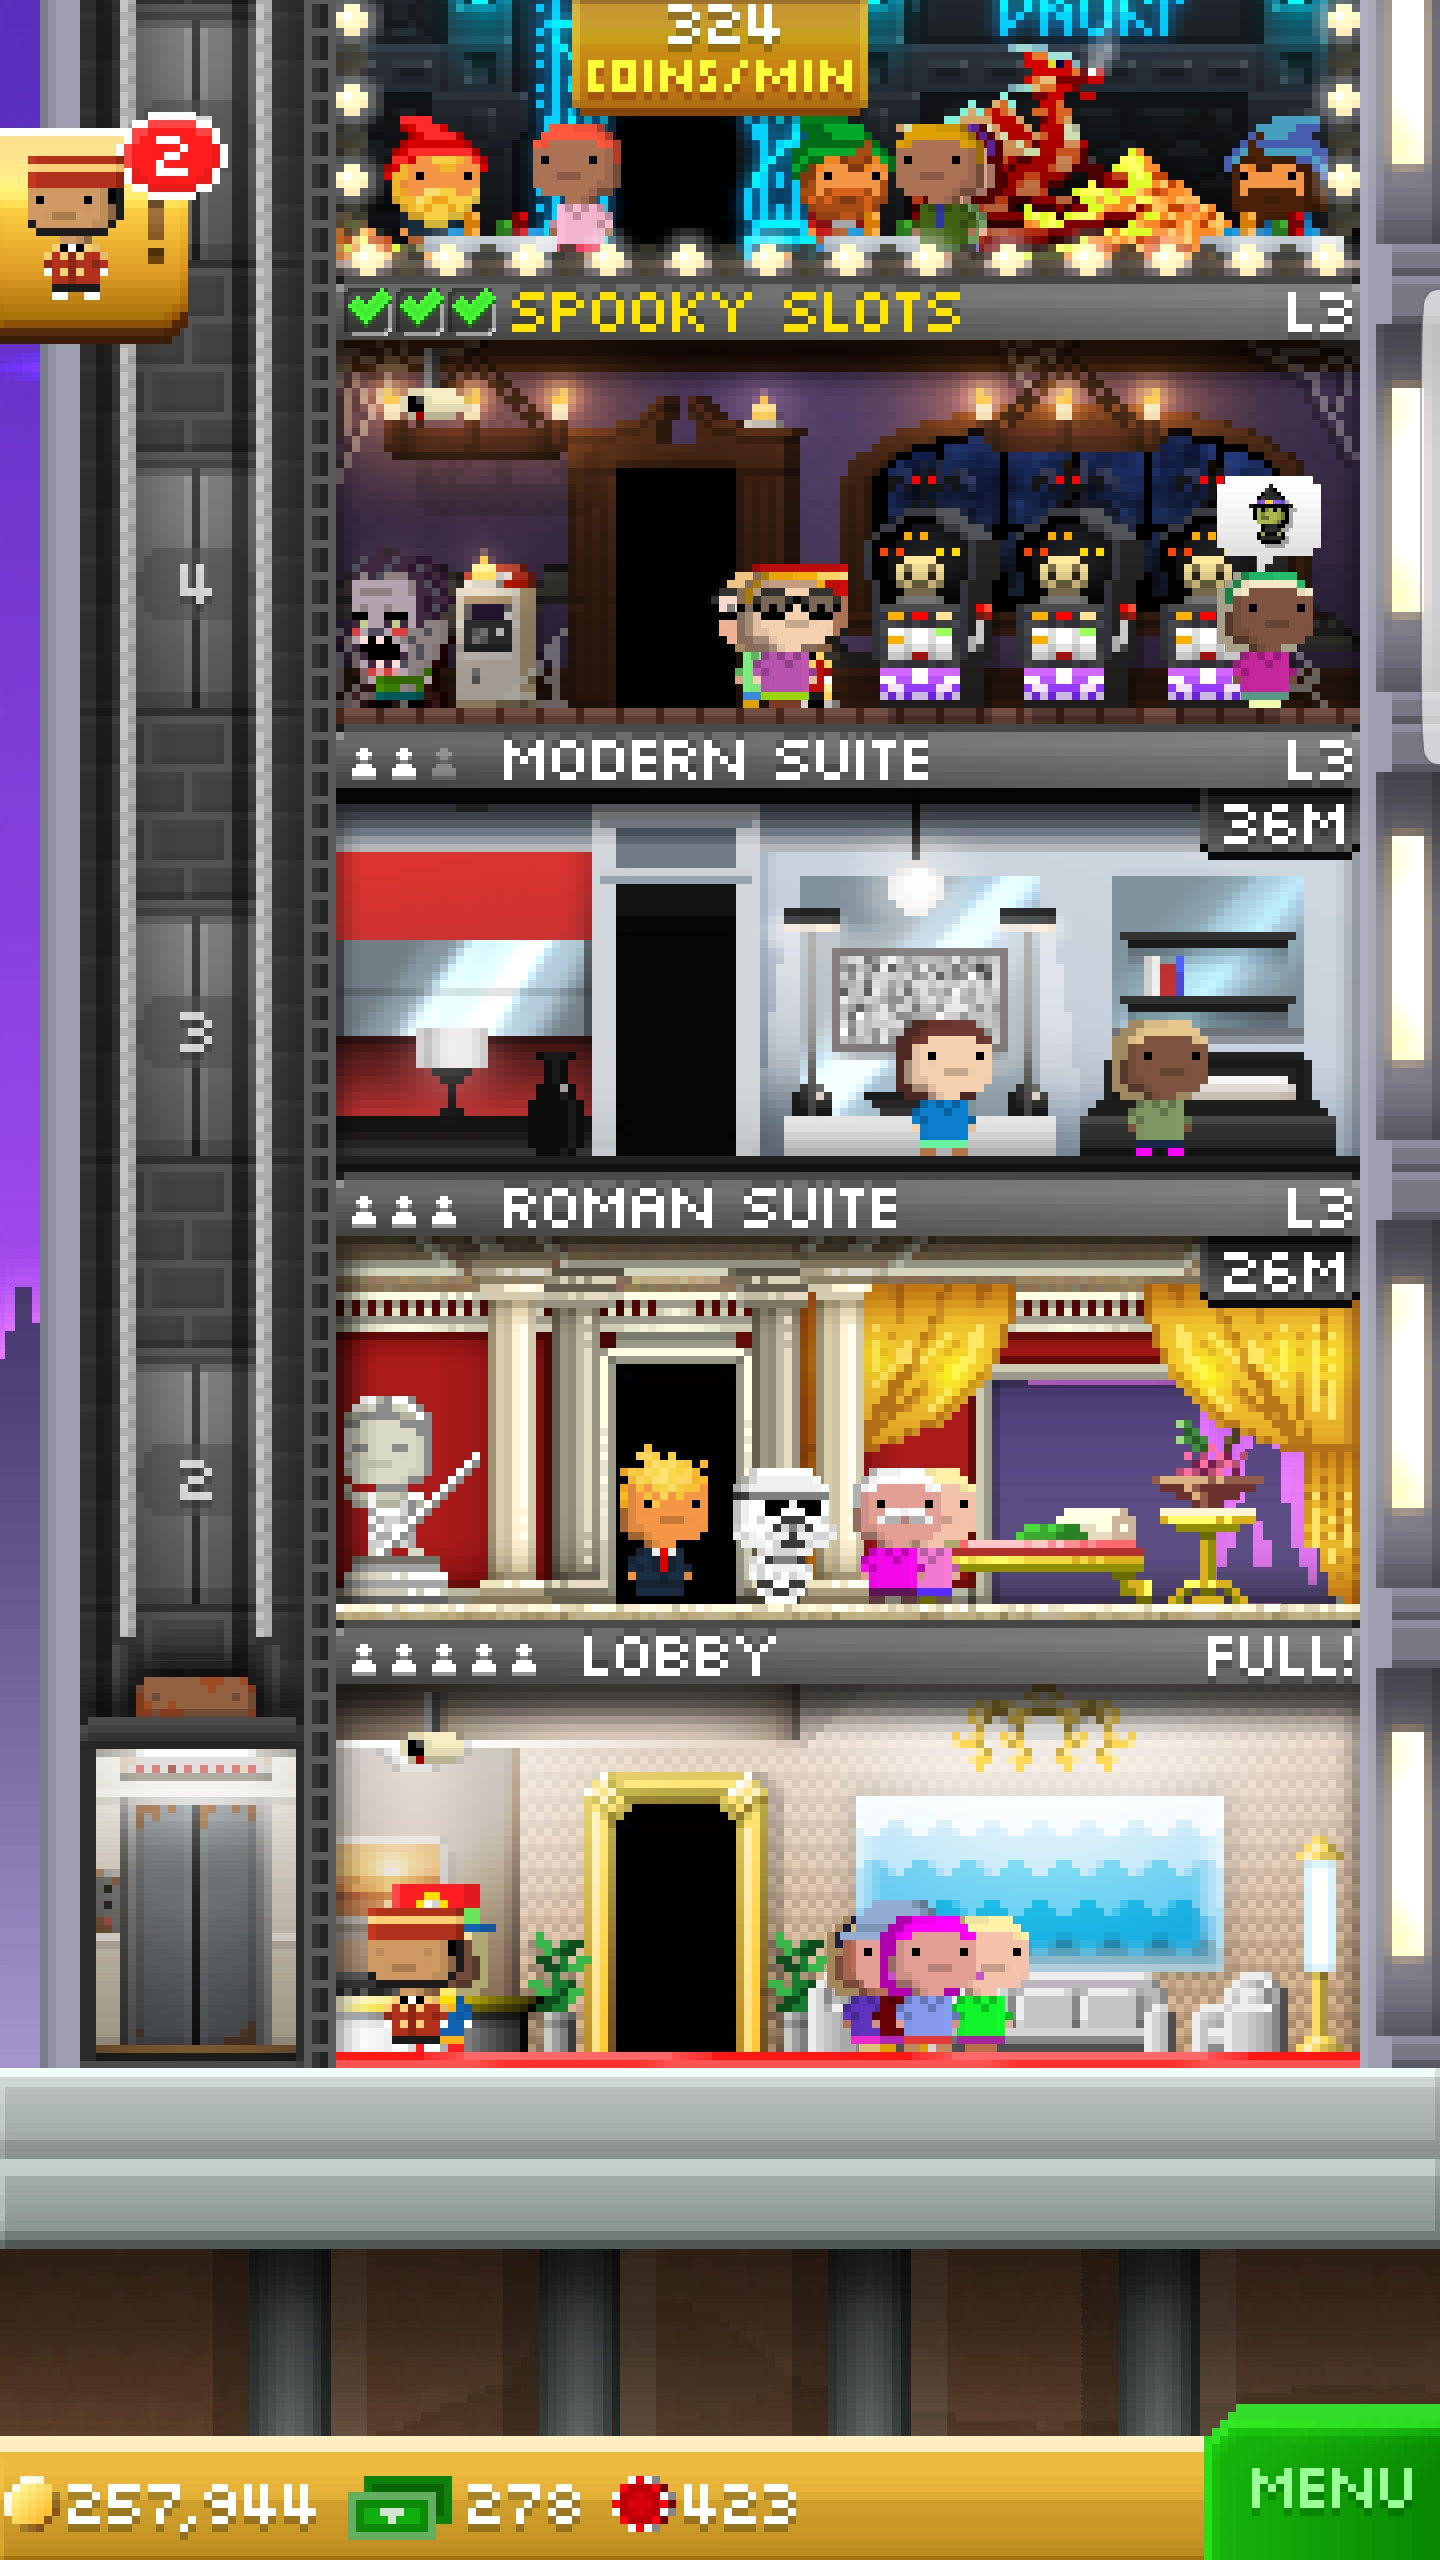 324
COINS/MIN
2
SPOOKY SLOTS L3
4
MODERN SUITE L3
36M
3
ROMAN SUITE L3
26M
2
LOBBY FULL!
257,944 278 423
MENU